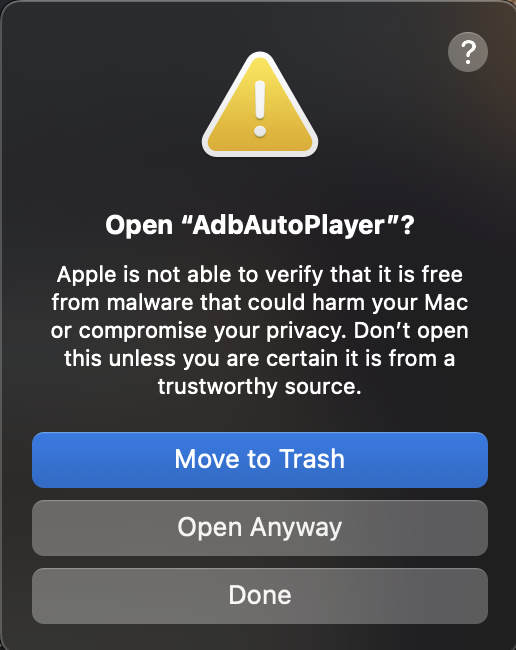 ?
Open “AdbAutoPlayer”?
Apple is not able to verify that it is free
from malware that could harm your Mac
or compromise your privacy. Don’t open
this unless you are certain it is from a
trustworthy source.
Move to Trash
Open Anyway
Done